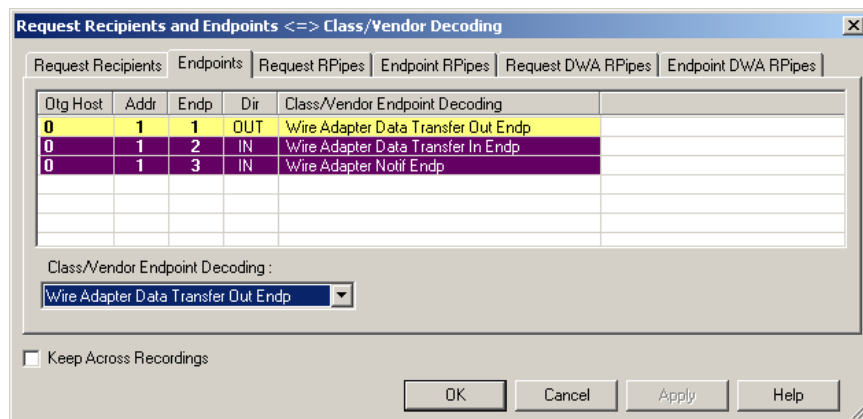 Request Recipients and Endpoints <=> Class/Vendor Decoding
Request Recipients Endpoints Request RPipes Endpoint RPipes Request DWA RPipes Endpoint DWA RPipes
Otg Host Addr Endp Dir Class/Vendor Endpoint Decoding
0 1 1 OUT Wire Adapter Data Transfer Out Endp
0 1 2 IN Wire Adapter Data Transfer In Endp
0 1 3 IN Wire Adapter Notif Endp
Class/Vendor Endpoint Decoding :
Wire Adapter Data Transfer Out Endp
Keep Across Recordings
OK Cancel Apply Help